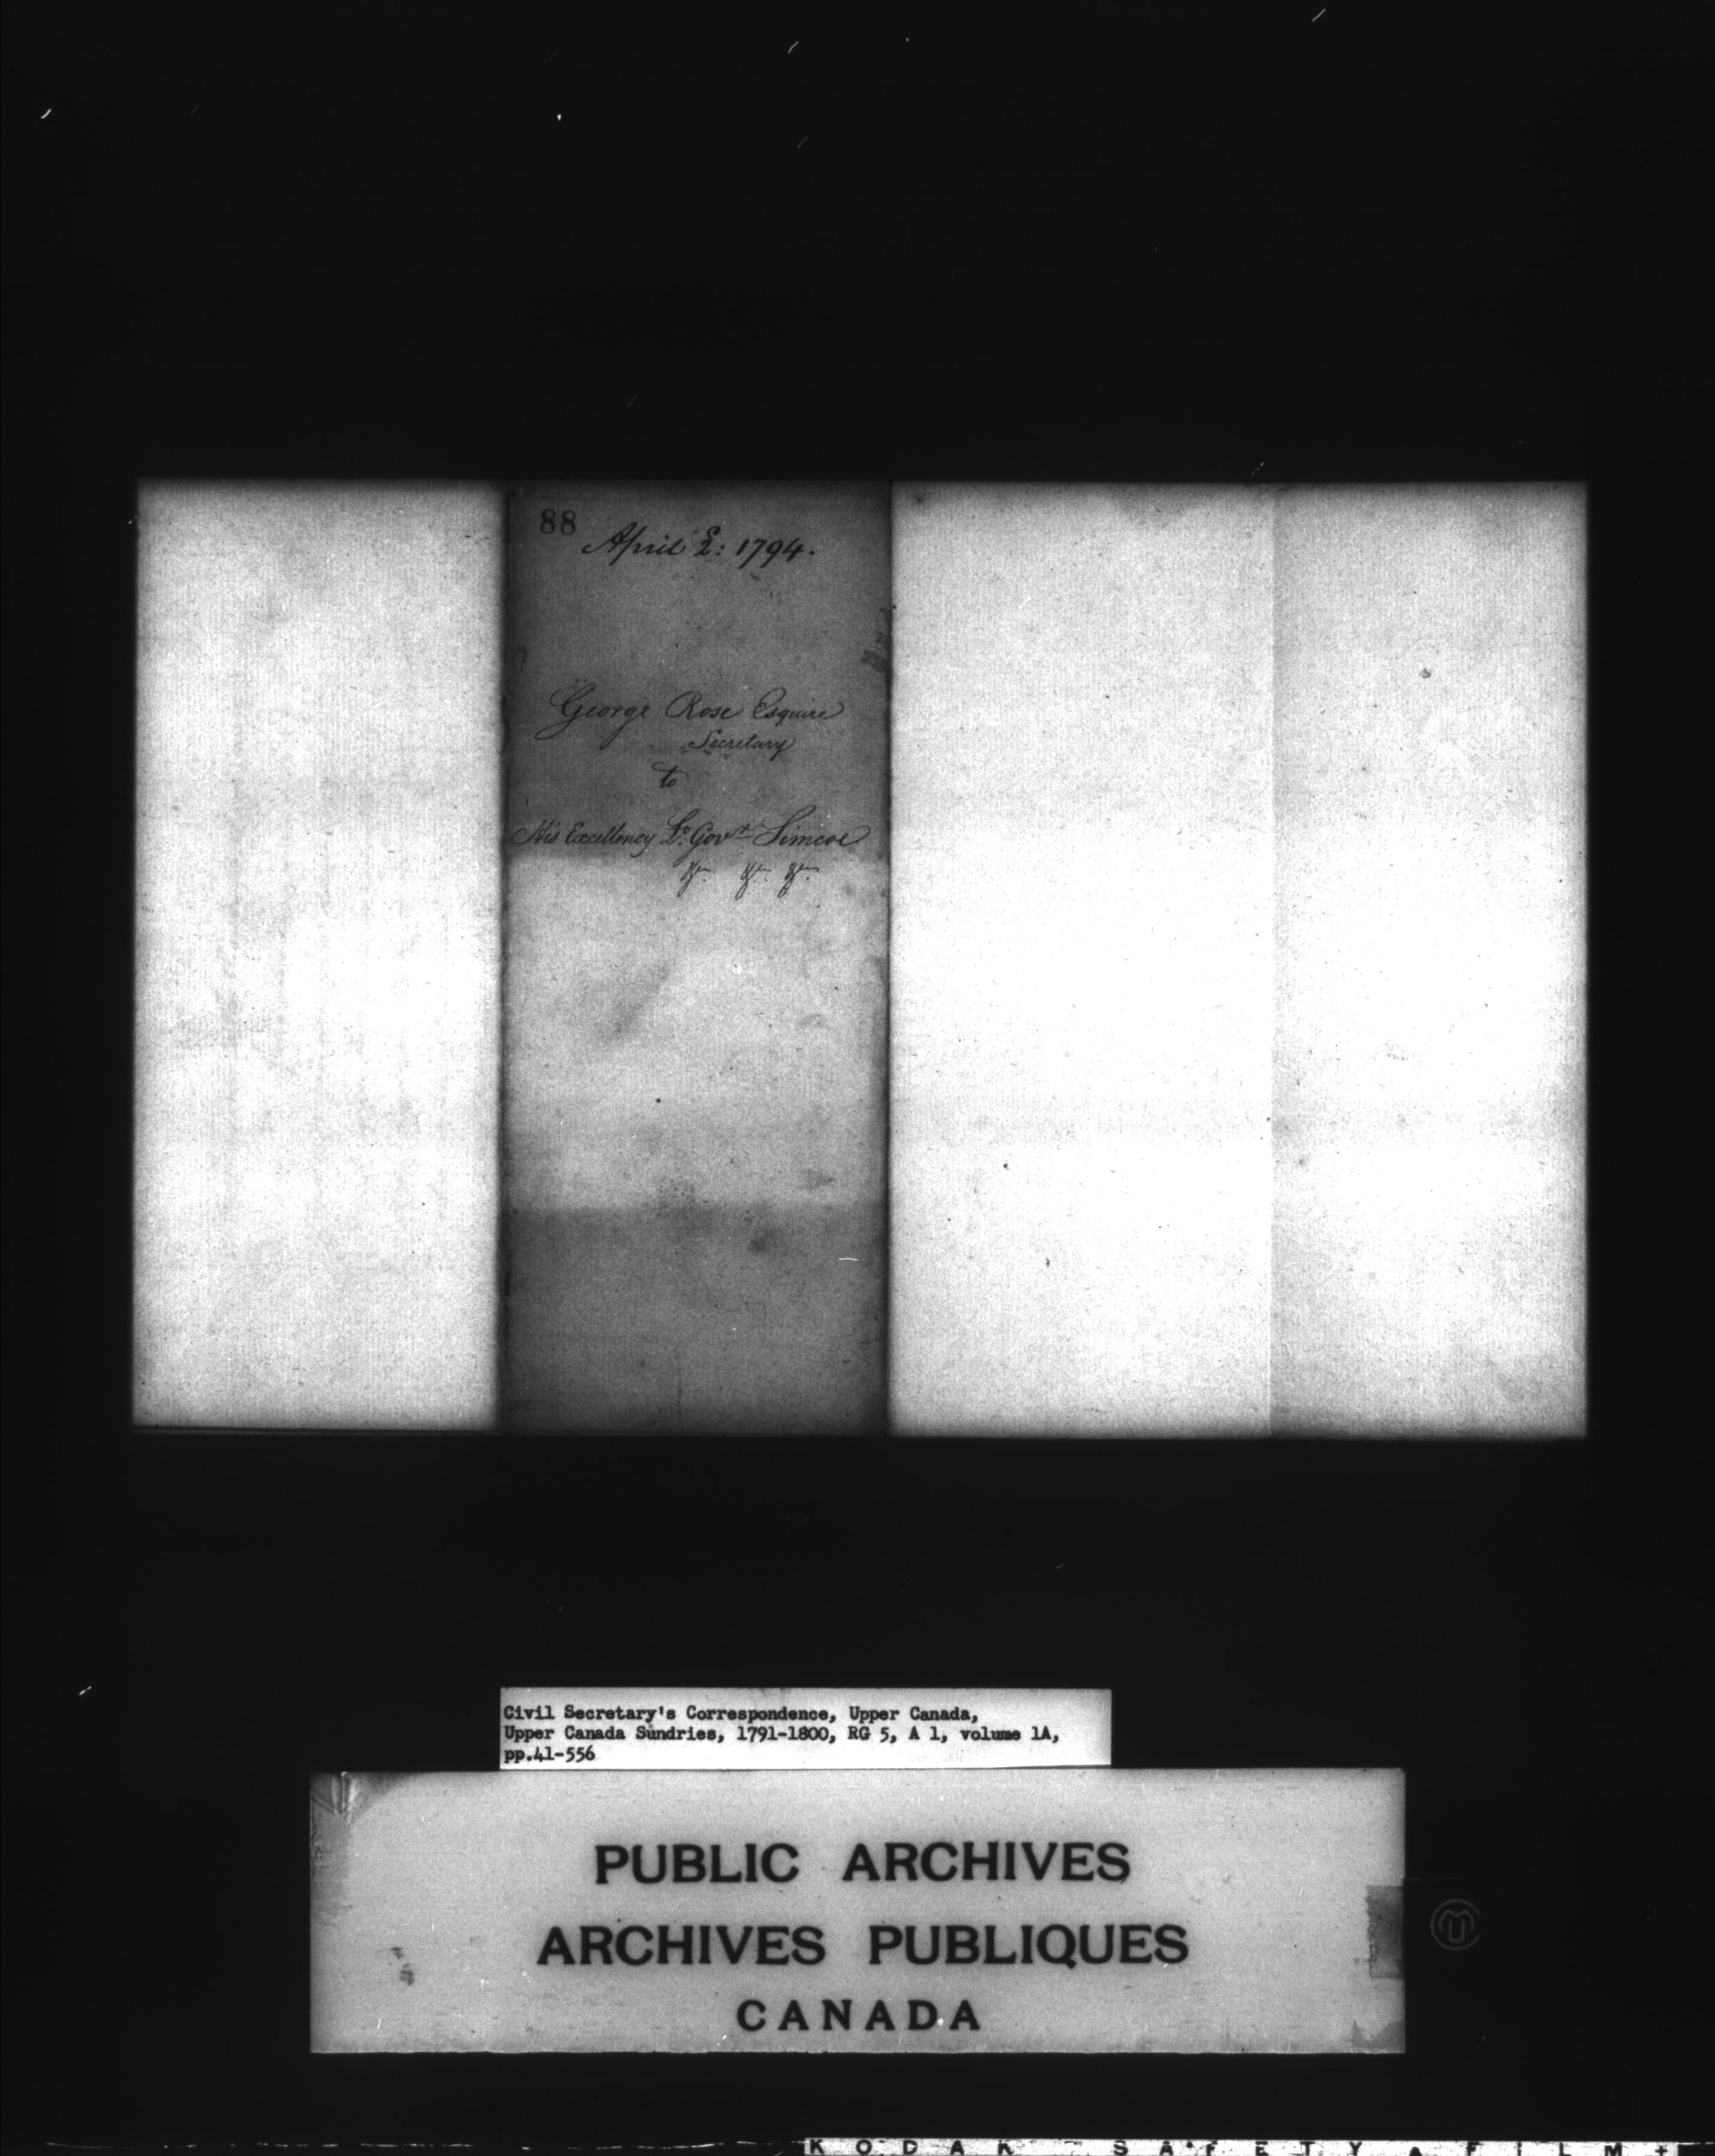 88
April 2: 1794.
George Rose Esquire
Secretary
to
His Excellency Lt. Govr. Simcoe
&c. &c. &c.
Civil Secretary's Correspondence, Upper Canada,
Upper Canada Sundries, 1791-1800, RG 5, A 1, volume 1A,
pp.41-556
PUBLIC ARCHIVES
ARCHIVES PUBLIQUES
CANADA
KODAK SAFETY FILM